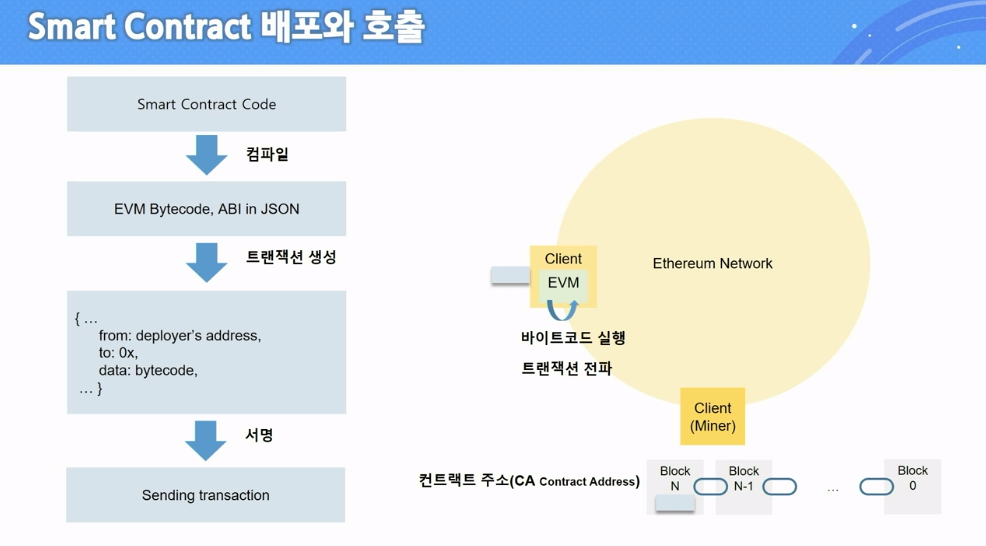 Smart Contract 배포와 호출
Smart Contract Code
컴파일
EVM Bytecode, ABI in JSON
트랜잭션 생성
{ …
from: deployer’s address,
to: 0x,
data: bytecode,
… }
서명
Sending transaction
Client
EVM
Ethereum Network
바이트코드 실행
트랜잭션 전파
Client
(Miner)
컨트랙트 주소(CA Contract Address)
Block
N
Block
N-1
…
Block
0